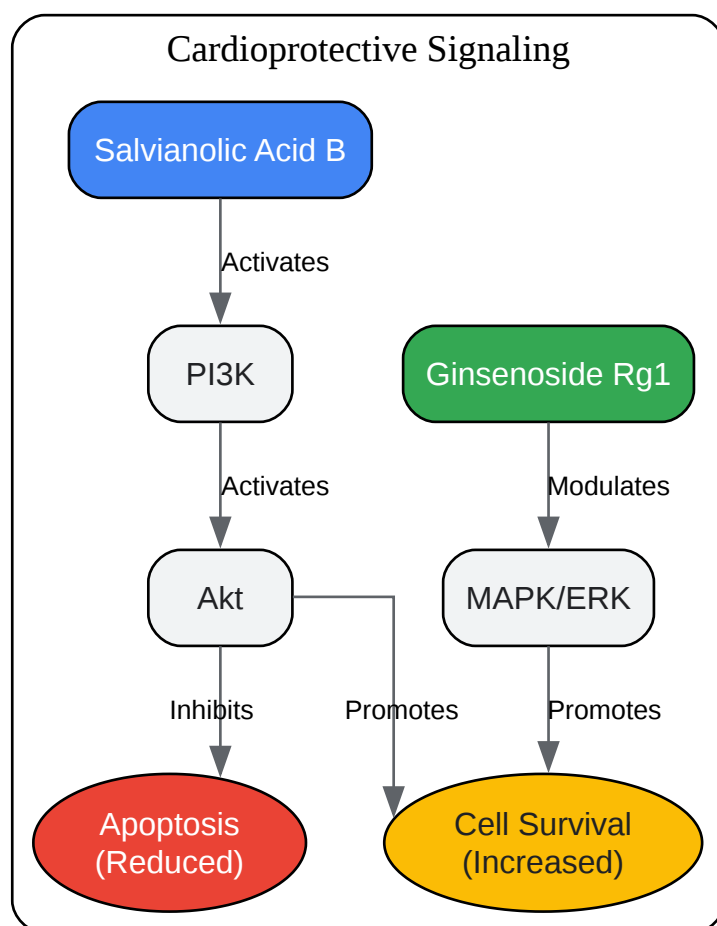 Cardioprotective Signaling
Salvianolic Acid B
Activates
PI3K
Ginsenoside Rg1
Activates
Modulates
Akt
MAPK/ERK
Inhibits
Promotes
Promotes
Apoptosis
(Reduced)
Cell Survival
(Increased)